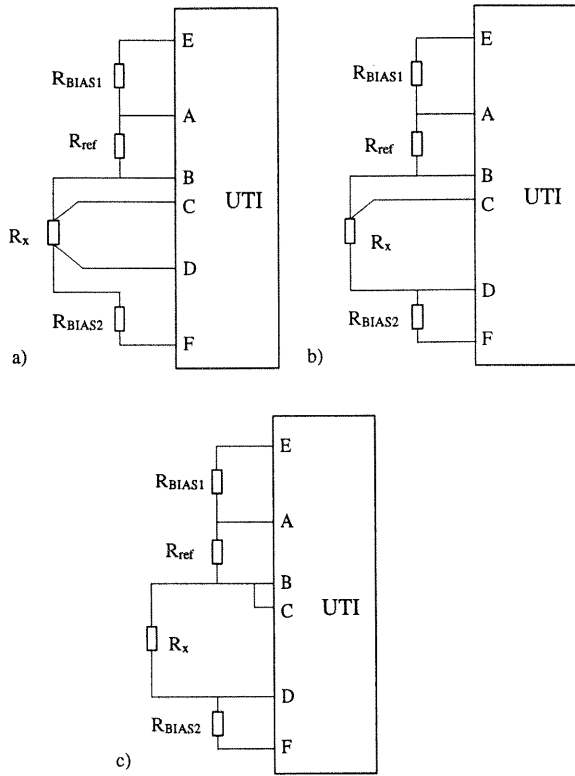 E
R_BIAS1
A
R_ref
B
C
UTI
R_x
D
R_BIAS2
F
a)
E
R_BIAS1
A
R_ref
B
C
UTI
R_x
D
R_BIAS2
F
b)
E
R_BIAS1
A
R_ref
B
C
UTI
R_x
D
R_BIAS2
F
c)